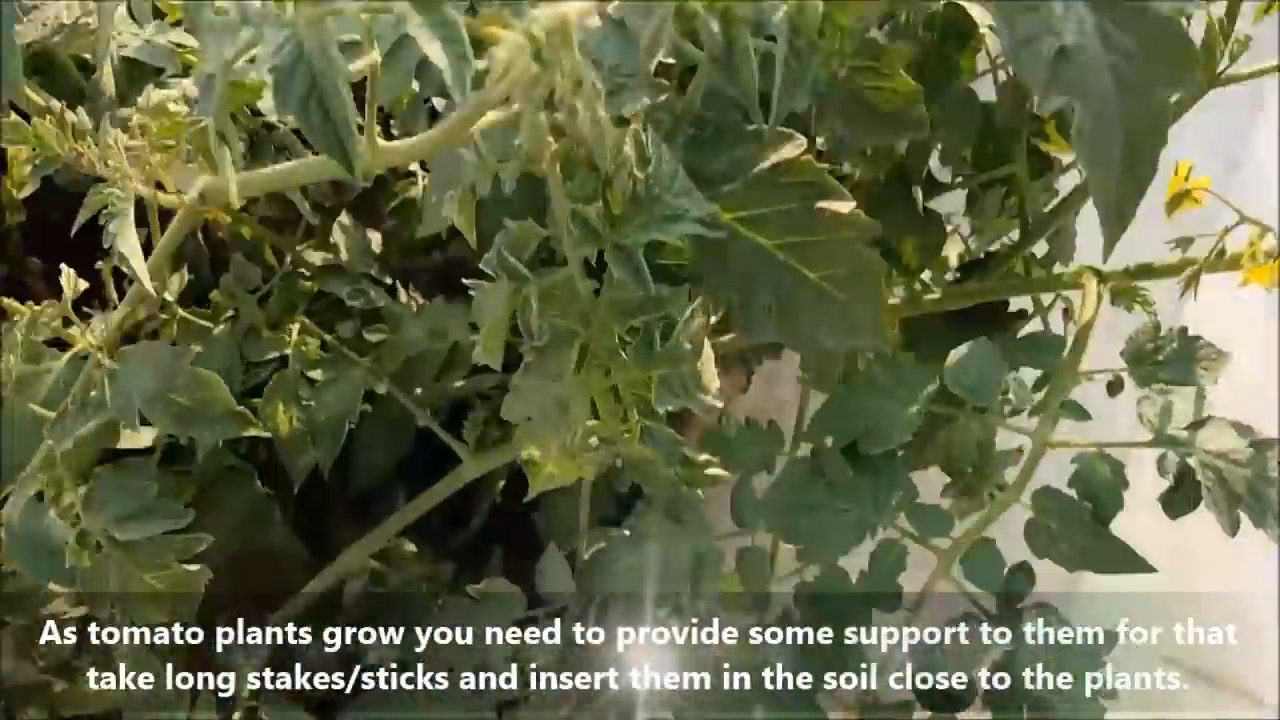 As tomato plants grow you need to provide some support to them for that
take long stakes/sticks and insert them in the soil close to the plants.